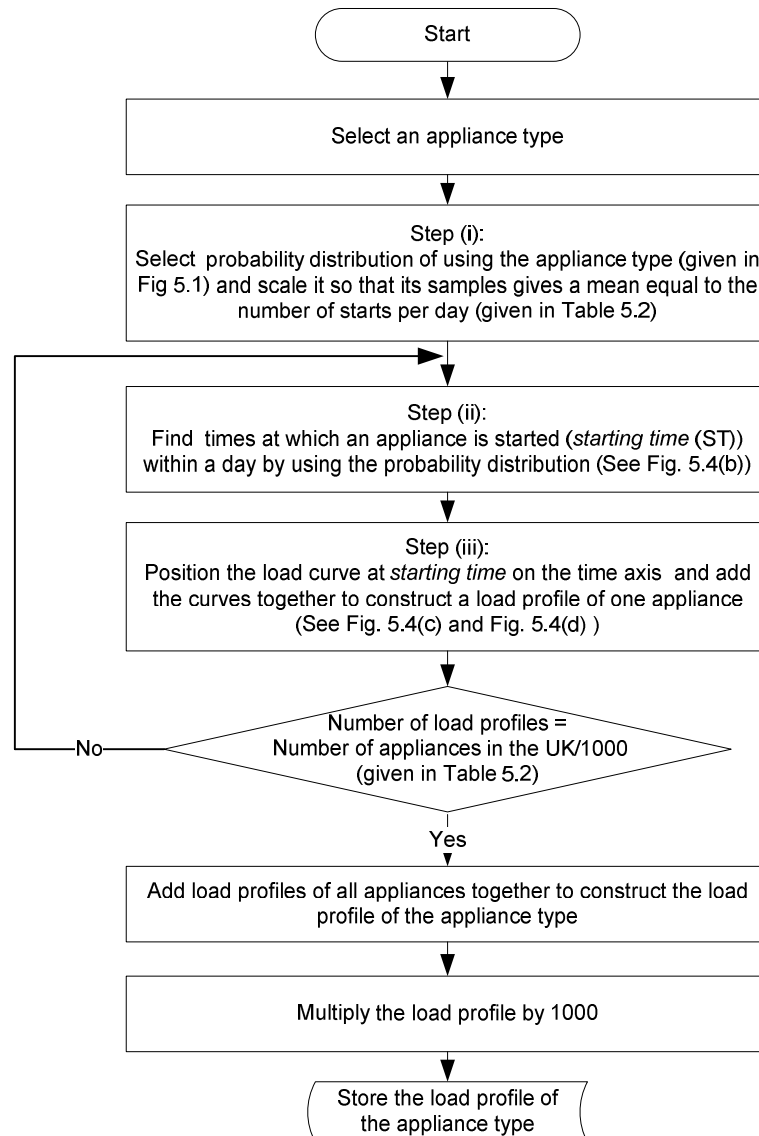 Start
Select an appliance type
Step (i):
Select probability distribution of using the appliance type (given in
Fig 5.1) and scale it so that its samples gives a mean equal to the
number of starts per day (given in Table 5.2)
Step (ii):
Find times at which an appliance is started (starting time (ST))
within a day by using the probability distribution (See Fig. 5.4(b))
Step (iii):
Position the load curve at starting time on the time axis and add
the curves together to construct a load profile of one appliance
(See Fig. 5.4(c) and Fig. 5.4(d) )
Number of load profiles =
Number of appliances in the UK/1000
(given in Table 5.2)
No
Yes
Add load profiles of all appliances together to construct the load
profile of the appliance type
Multiply the load profile by 1000
Store the load profile of
the appliance type